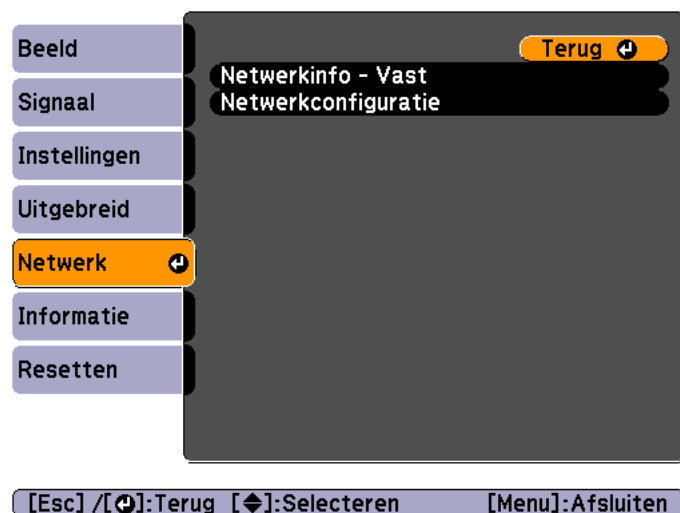 Beeld
Signaal
Instellingen
Uitgebreid
Netwerk
Informatie
Resetten
Terug
Netwerkinfo - Vast
Netwerkconfiguratie
[Esc] /[⏎]:Terug [◆]:Selecteren [Menu]:Afsluiten